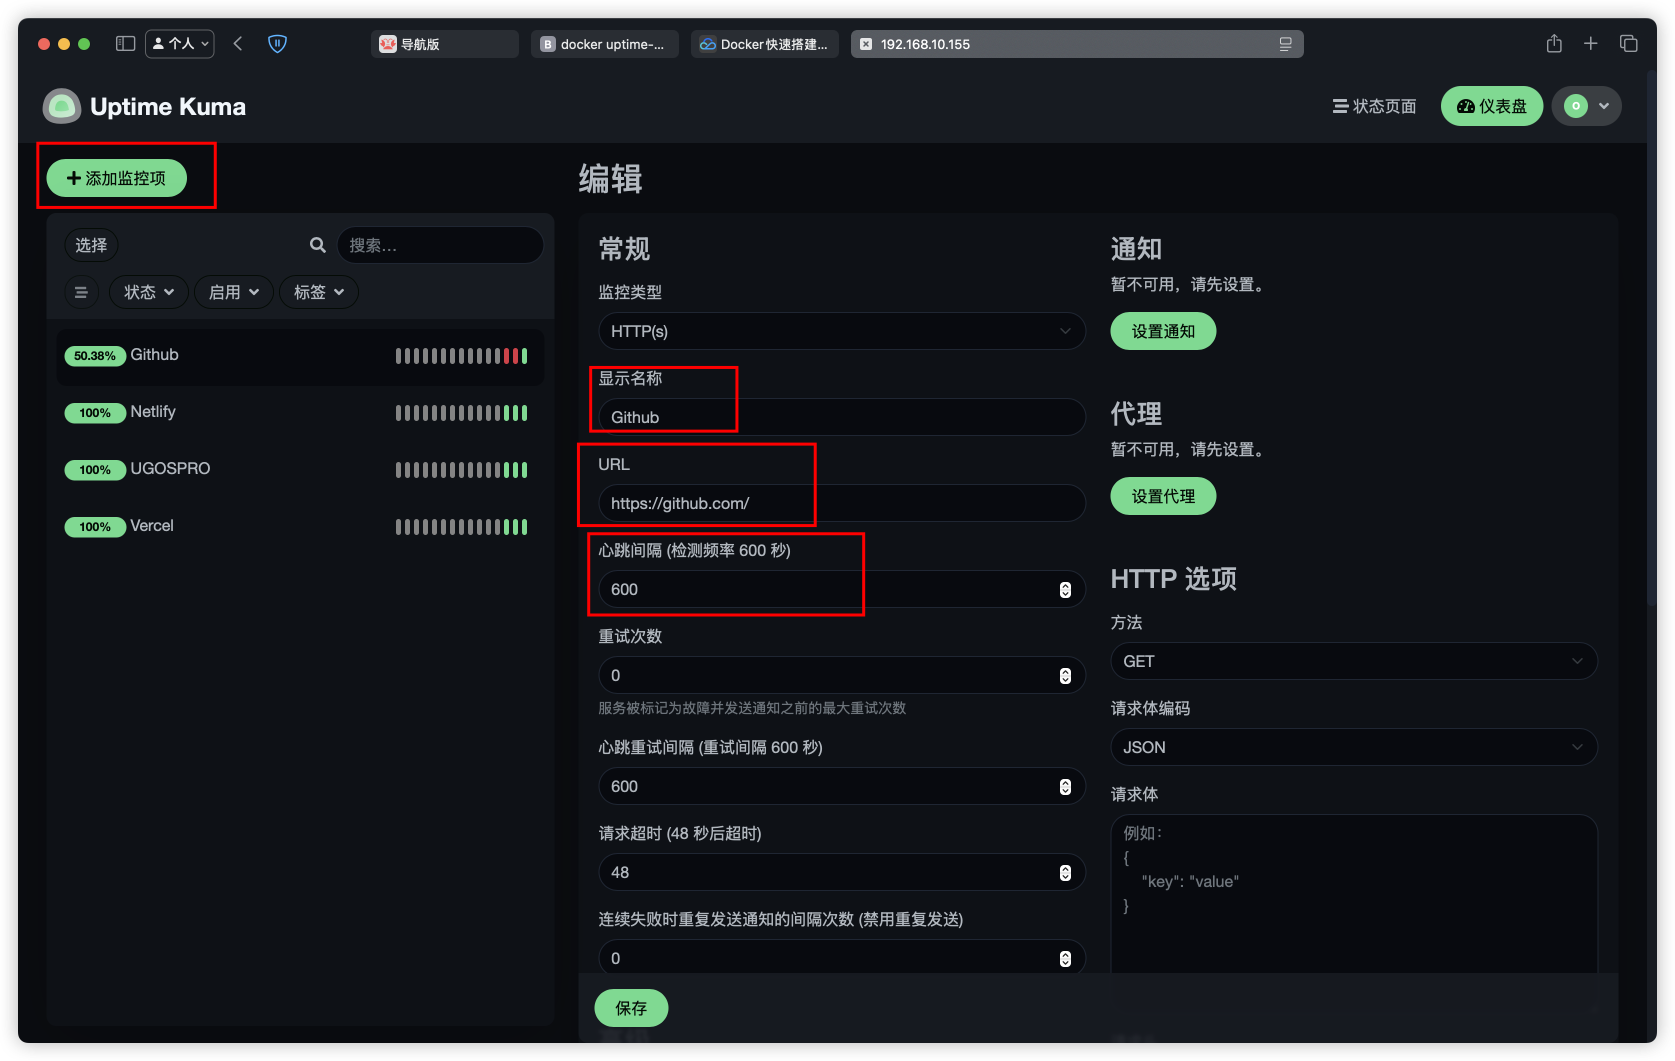 个人
导航版
docker uptime-...
Docker快速搭建...
192.168.10.155
Uptime Kuma
状态页面
仪表盘
添加监控项
编辑
选择
搜索...
状态
启用
标签
50.38% Github
100% Netlify
100% UGOSPRO
100% Vercel
常规
监控类型
HTTP(s)
显示名称
Github
URL
https://github.com/
心跳间隔 (检测频率 600 秒)
600
重试次数
0
服务被标记为故障并发送通知之前的最大重试次数
心跳重试间隔 (重试间隔 600 秒)
600
请求超时 (48 秒后超时)
48
连续失败时重复发送通知的间隔次数 (禁用重复发送)
0
保存
通知
暂不可用，请先设置。
设置通知
代理
暂不可用，请先设置。
设置代理
HTTP 选项
方法
GET
请求体编码
JSON
请求体
例如：
{
"key": "value"
}